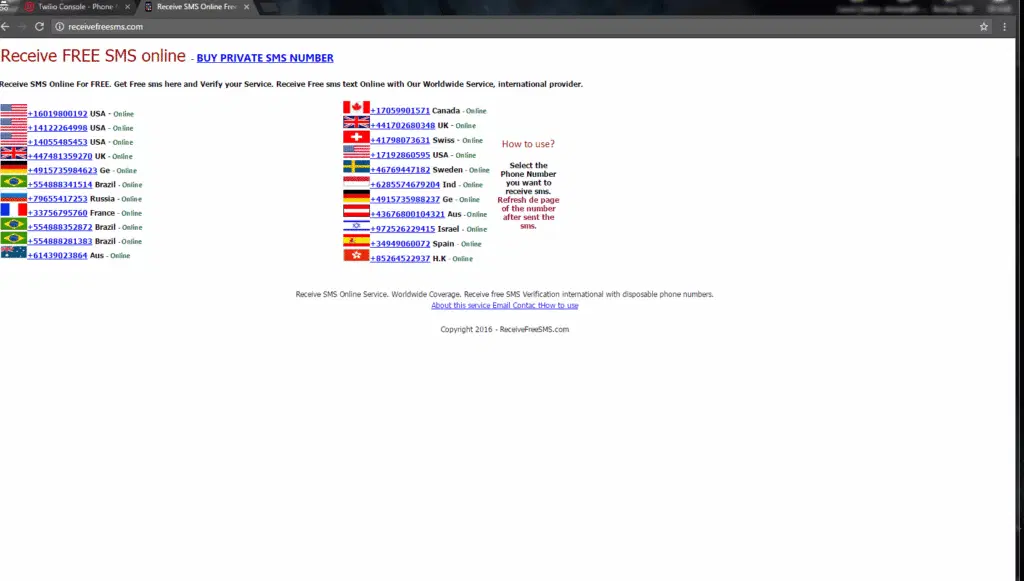 Twilio Console - Phone
Receive SMS Online Free
receivefreesms.com
Receive FREE SMS online - BUY PRIVATE SMS NUMBER
Receive SMS Online For FREE. Get Free sms here and Verify your Service. Receive Free sms text Online with Our Worldwide Service, international provider.
+16019800192 USA - Online
+14122264998 USA - Online
+14055485453 USA - Online
+447481359270 UK - Online
+4915735984623 Ge - Online
+554888341514 Brazil - Online
+79655417253 Russia - Online
+33756795760 France - Online
+554888352872 Brazil - Online
+554888281383 Brazil - Online
+61439023864 Aus - Online
+17059901571 Canada - Online
+441702680348 UK - Online
+41798073631 Swiss - Online
+17192860595 USA - Online
+46769447182 Sweden - Online
+6285574679204 Ind - Online
+4915735988237 Ge - Online
+43676800104321 Aus - Online
+972526229415 Israel - Online
+34949060072 Spain - Online
+85264522937 H.K - Online
How to use?
Select the
Phone Number
you want to
receive sms.
Refresh de page
of the number
after sent the
sms.
Receive SMS Online Service. Worldwide Coverage. Receive free SMS Verification international with disposable phone numbers.
About this service Email Contac tHow to use
Copyright 2016 - ReceiveFreeSMS.com